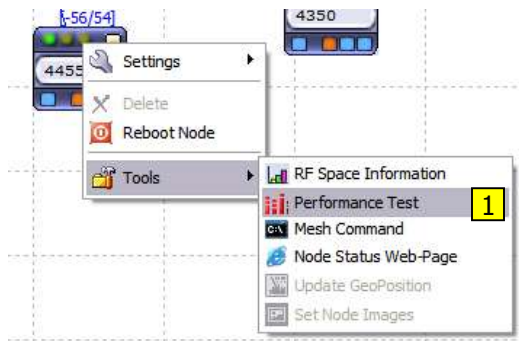 [-56/54]
4350
4455
Settings
Delete
Reboot Node
Tools
RF Space Information
Performance Test
1
Mesh Command
Node Status Web-Page
Update GeoPosition
Set Node Images